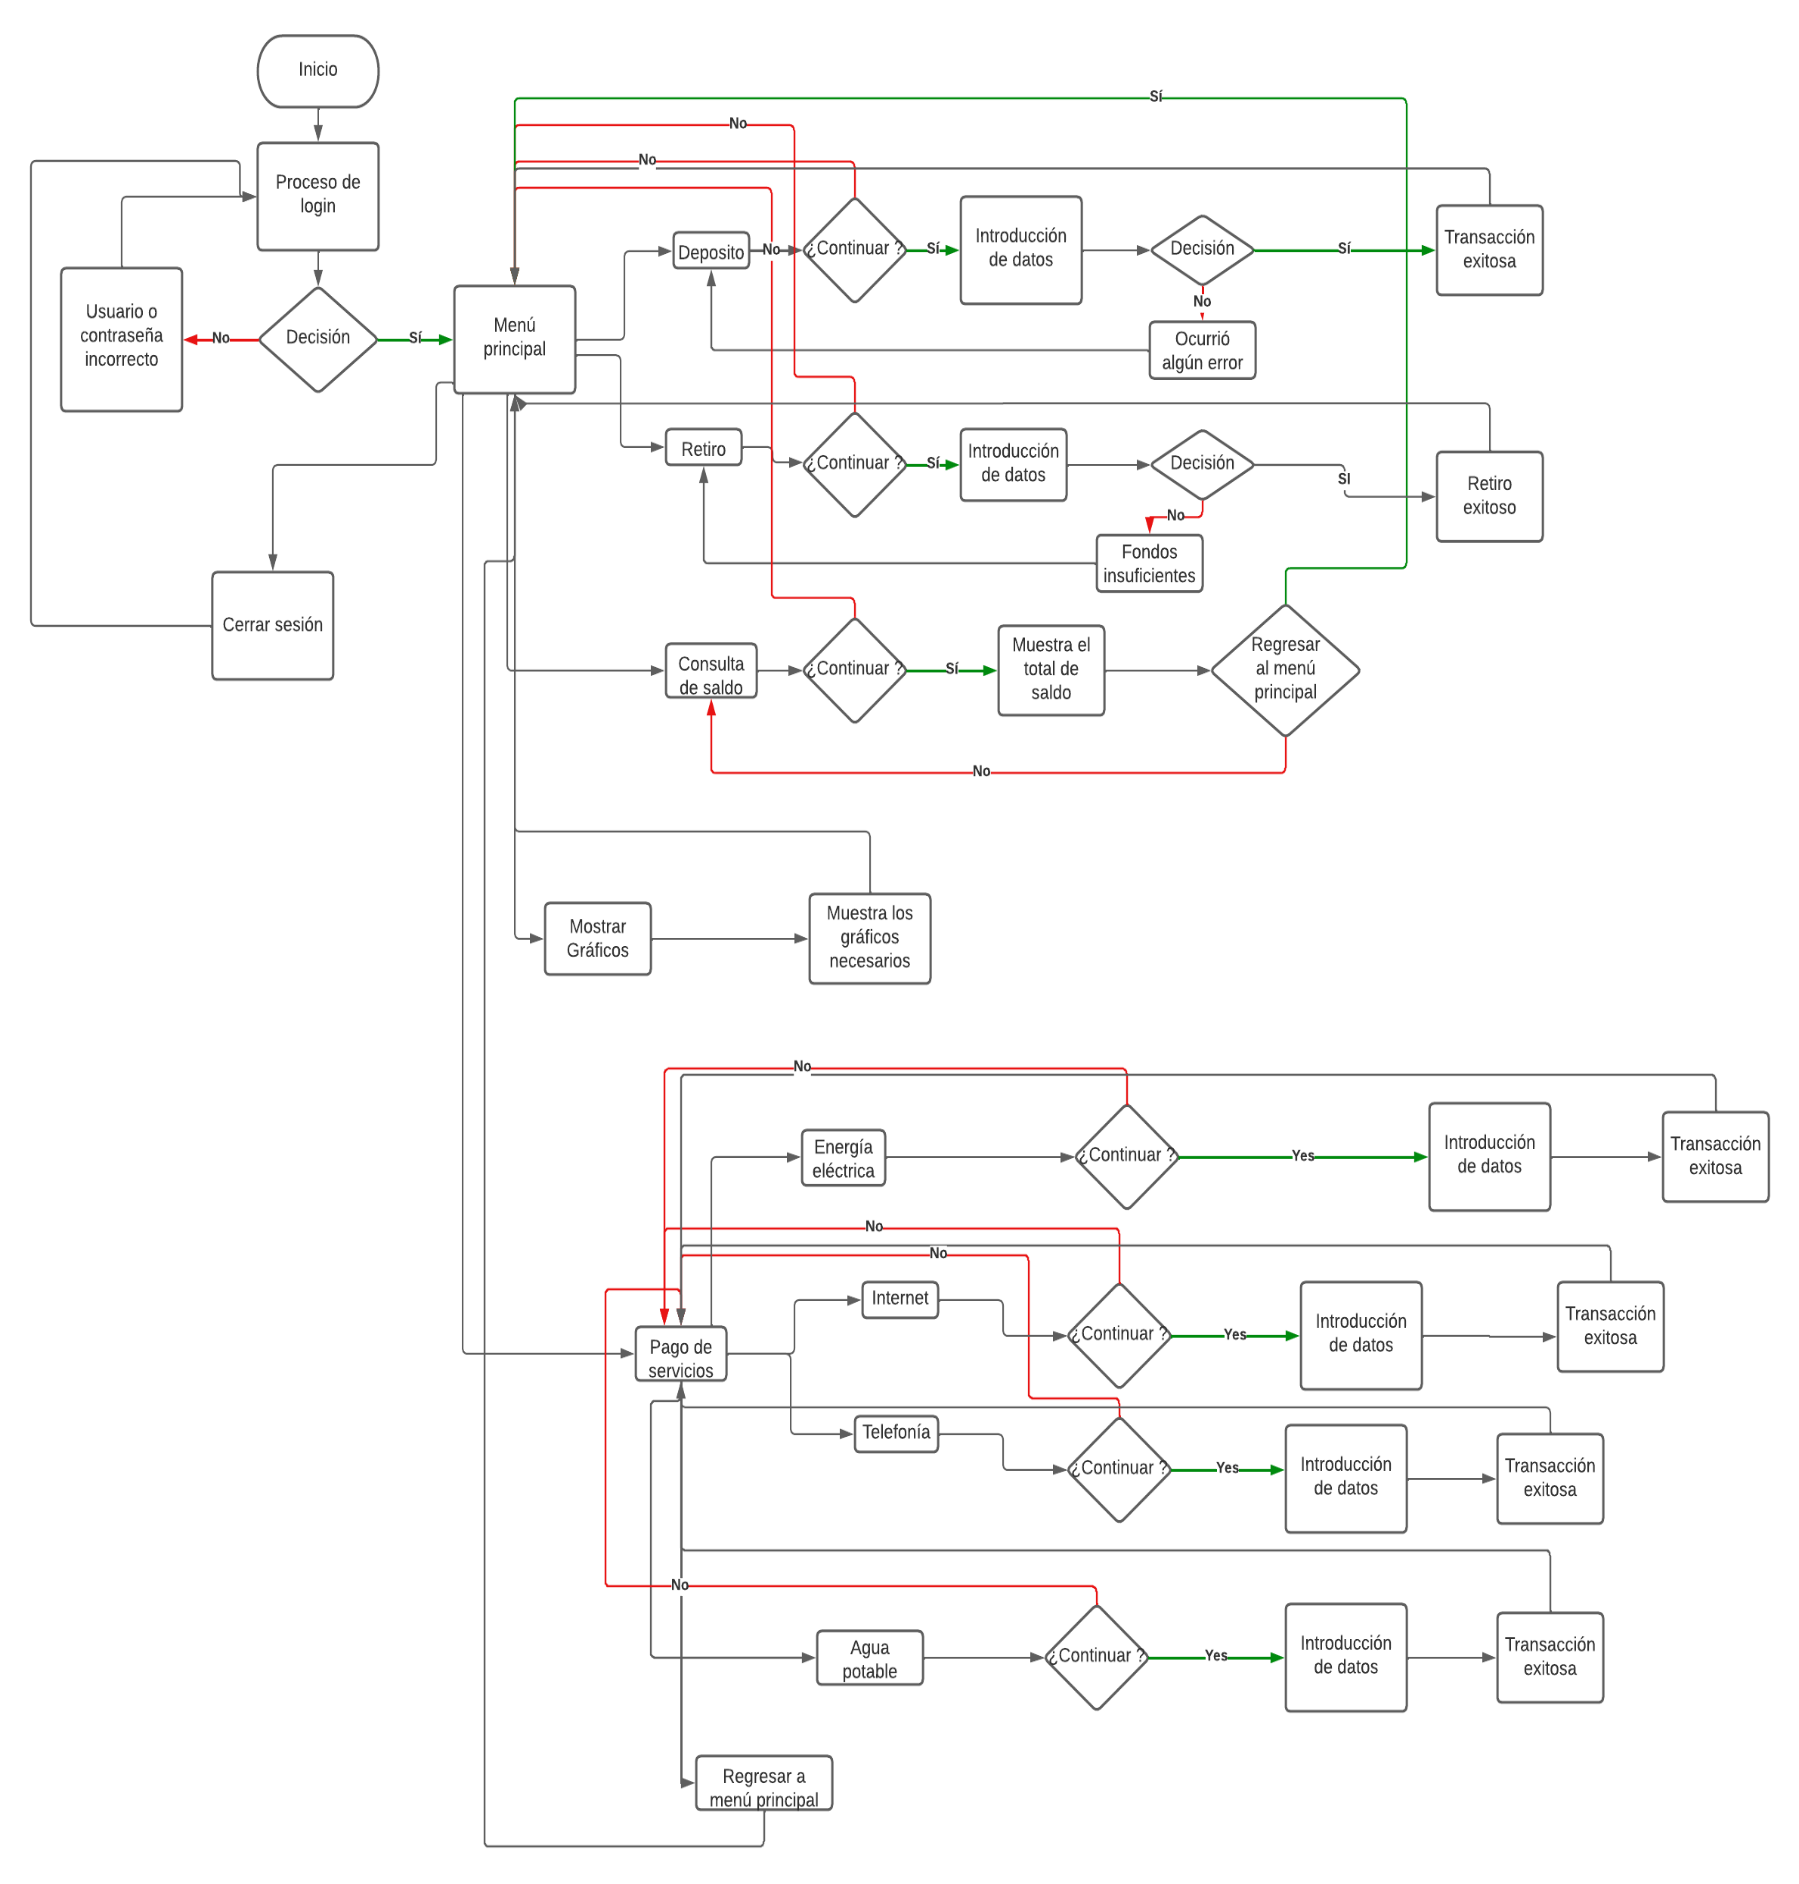 Inicio
Proceso de
login
Usuario o
contraseña
incorrecto
No
Decisión
Sí
Menú
principal
Cerrar sesión
Sí
No
No
Deposito
No
¿Continuar ?
Sí
Introducción
de datos
Decisión
Sí
Transacción
exitosa
No
Ocurrió
algún error
Retiro
¿Continuar ?
Sí
Introducción
de datos
Decisión
SI
Retiro
exitoso
No
Fondos
insuficientes
Consulta
de saldo
¿Continuar ?
Sí
Muestra el
total de
saldo
Regresar
al menú
principal
No
Mostrar
Gráficos
Muestra los
gráficos
necesarios
No
Energía
eléctrica
¿Continuar ?
Yes
Introducción
de datos
Transacción
exitosa
No
No
Internet
¿Continuar ?
Yes
Introducción
de datos
Transacción
exitosa
Pago de
servicios
Telefonía
¿Continuar ?
Yes
Introducción
de datos
Transacción
exitosa
No
Agua
potable
¿Continuar ?
Yes
Introducción
de datos
Transacción
exitosa
Regresar a
menú principal